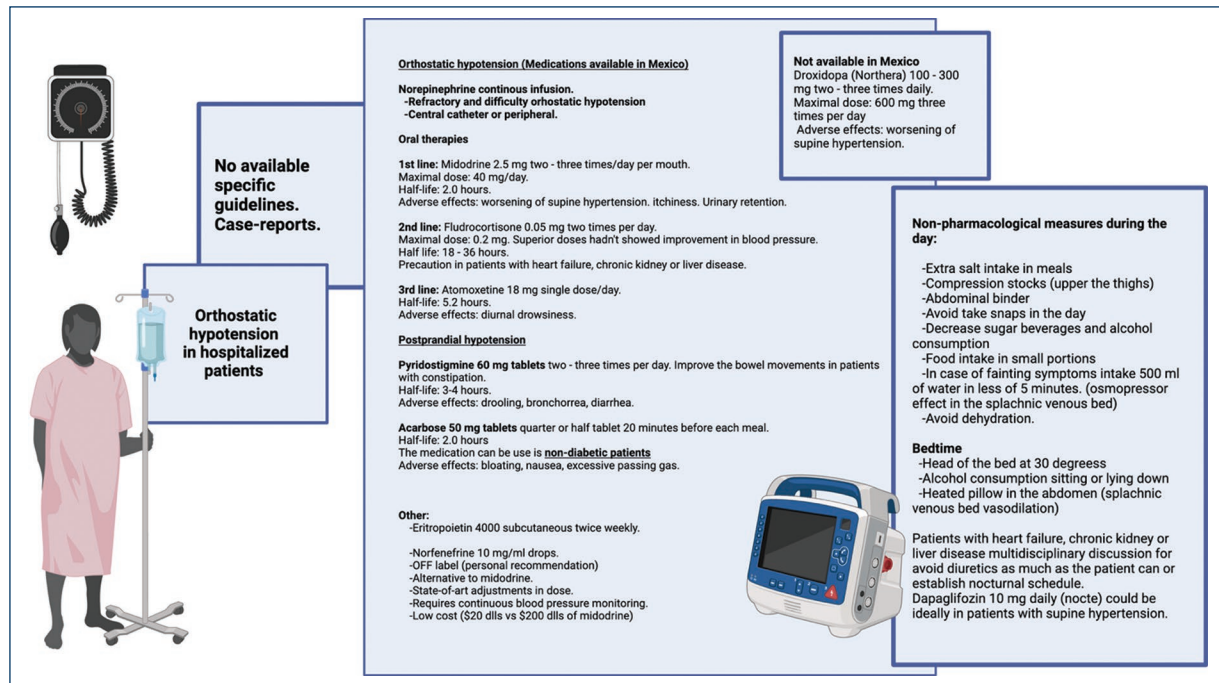 No available
specific
guidelines.
Case-reports.
Orthostatic
hypotension
in hospitalized
patients
Orthostatic hypotension (Medications available in Mexico)
Norepinephrine continous infusion.
-Refractory and difficulty orhostatic hypotension
-Central catheter or peripheral.
Oral therapies
1st line: Midodrine 2.5 mg two - three times/day per mouth.
Maximal dose: 40 mg/day.
Half-life: 2.0 hours.
Adverse effects: worsening of supine hypertension. itchiness. Urinary retention.
2nd line: Fludrocortisone 0.05 mg two times per day.
Maximal dose: 0.2 mg. Superior doses hadn't showed improvement in blood pressure.
Half life: 18 - 36 hours.
Precaution in patients with heart failure, chronic kidney or liver disease.
3rd line: Atomoxetine 18 mg single dose/day.
Half-life: 5.2 hours.
Adverse effects: diurnal drowsiness.
Postprandial hypotension
Pyridostigmine 60 mg tablets two - three times per day. Improve the bowel movements in patients
with constipation.
Half-life: 3-4 hours.
Adverse effects: drooling, bronchorrea, diarrhea.
Acarbose 50 mg tablets quarter or half tablet 20 minutes before each meal.
Half-life: 2.0 hours
The medication can be use is non-diabetic patients
Adverse effects: bloating, nausea, excessive passing gas.
Other:
-Eritropoietin 4000 subcutaneous twice weekly.
-Norfenefrine 10 mg/ml drops.
-OFF label (personal recommendation)
-Alternative to midodrine.
-State-of-art adjustments in dose.
-Requires continuous blood pressure monitoring.
-Low cost ($20 dlls vs $200 dlls of midodrine)
Not available in Mexico
Droxidopa (Northera) 100 - 300
mg two - three times daily.
Maximal dose: 600 mg three
times per day
Adverse effects: worsening of
supine hypertension.
Non-pharmacological measures during the
day:
-Extra salt intake in meals
-Compression stocks (upper the thighs)
-Abdominal binder
-Avoid take snaps in the day
-Decrease sugar beverages and alcohol
consumption
-Food intake in small portions
-In case of fainting symptoms intake 500 ml
of water in less of 5 minutes. (osmopressor
effect in the splachnic venous bed)
-Avoid dehydration.
Bedtime
-Head of the bed at 30 degreess
-Alcohol consumption sitting or lying down
-Heated pillow in the abdomen (splachnic
venous bed vasodilation)
Patients with heart failure, chronic kidney or
liver disease multidisciplinary discussion for
avoid diuretics as much as the patient can or
establish nocturnal schedule.
Dapaglifozin 10 mg daily (nocte) could be
ideally in patients with supine hypertension.